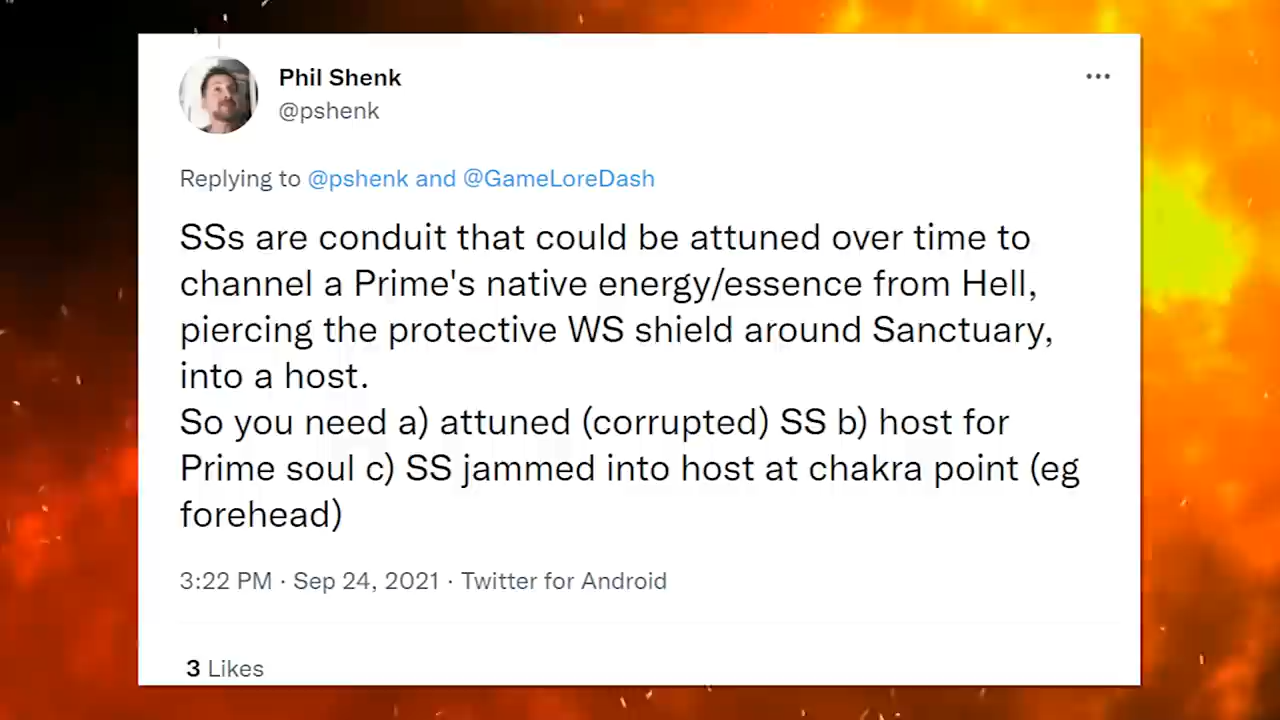 Phil Shenk
@pshenk
Replying to @pshenk and @GameLoreDash
SSs are conduit that could be attuned over time to
channel a Prime's native energy/essence from Hell,
piercing the protective WS shield around Sanctuary,
into a host.
So you need a) attuned (corrupted) SS b) host for
Prime soul c) SS jammed into host at chakra point (eg
forehead)
3:22 PM · Sep 24, 2021 · Twitter for Android
3 Likes